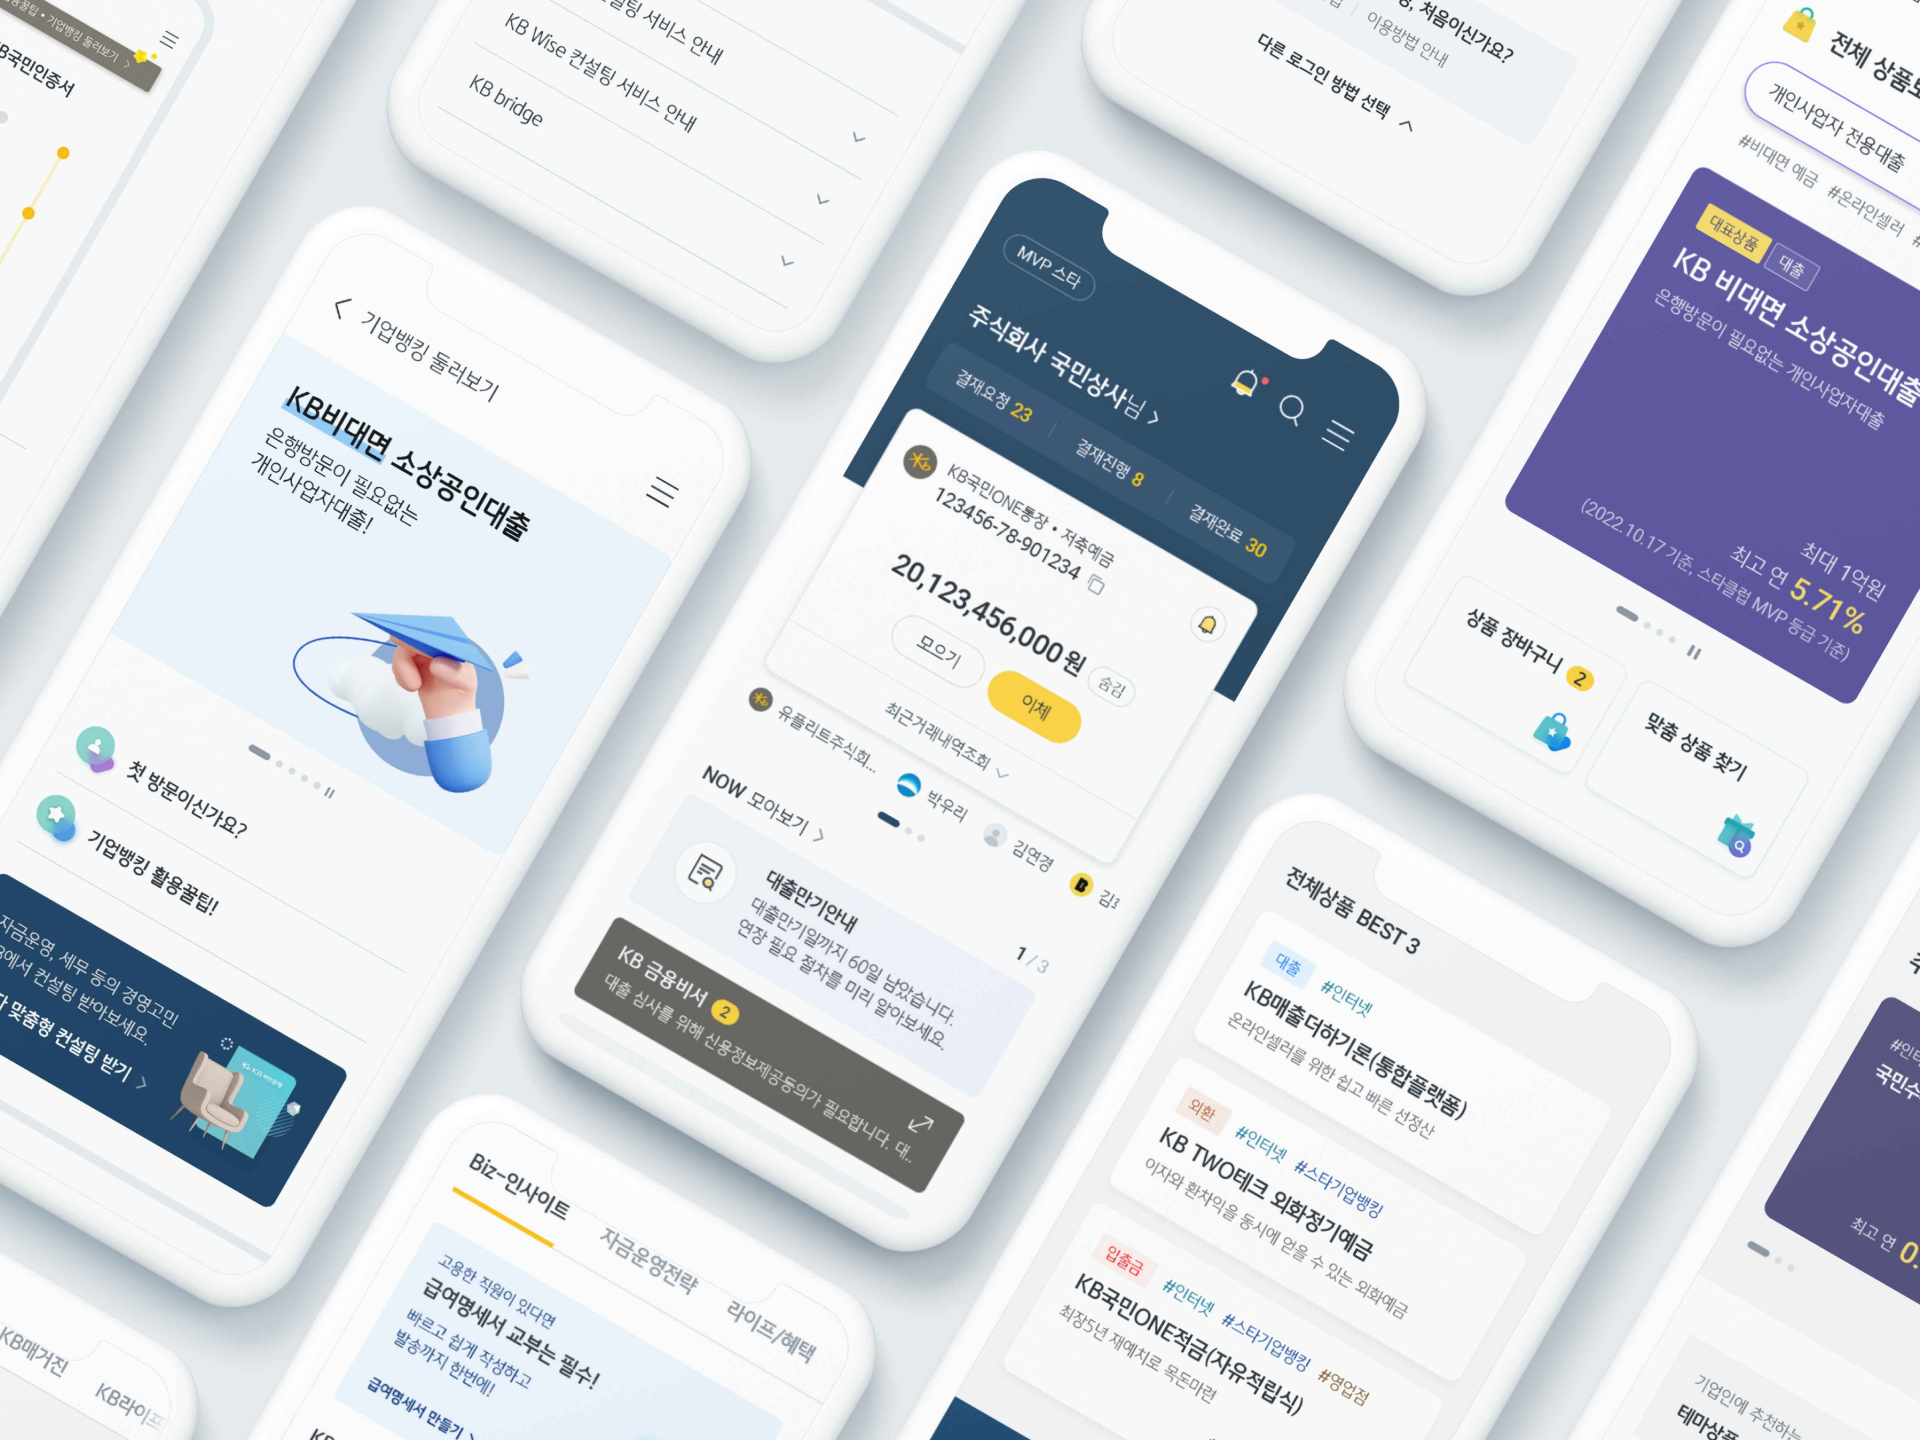 기업뱅킹 둘러보기 >
KB국민인증서
설팅 서비스 안내
KB Wise 컨설팅 서비스 안내
KB bridge
처음이신가요?
이용방법 안내
다른 로그인 방법 선택
전체 상품
개인사업자 전용대출
#비대면 예금 #온라인셀러
대표상품 대출
KB 비대면 소상공인대출
은행방문이 필요없는 개인사업자대출
최대 1억원
최고 연 5.71%
(2022.10.17 기준, 스타클럽 MVP 등급 기준)
상품 장바구니 2
맞춤 상품 찾기
기업뱅킹 둘러보기
KB비대면 소상공인대출
은행방문이 필요없는
개인사업자대출!
첫 방문이신가요?
기업뱅킹 활용꿀팁!
자금운영, 세무 등의 경영고민
에서 컨설팅 받아보세요.
맞춤형 컨설팅 받기 >
KB 국민은행
MVP 스타
주식회사 국민상사님 >
결재요청 23
결재진행 8
결재완료 30
KB국민ONE통장 • 저축예금
123456-78-901234
20,123,456,000원 숨김
모으기 이체
최근거래내역조회
유플리트주식회...
박우리
김연경
NOW 모아보기 >
1/3
대출만기안내
대출만기일까지 60일 남았습니다.
연장 필요 절차를 미리 알아보세요.
KB 금융비서 2
대출 심사를 위해 신용정보제공동의가 필요합니다. 대..
전체상품 BEST 3
대출 #인터넷
KB매출더하기론(통합플랫폼)
온라인셀러를 위한 쉽고 빠른 선정산
외환 #인터넷 #스타기업뱅킹
KB TWO테크 외화정기예금
이자와 환차익을 동시에 얻을 수 있는 외화예금
입출금 #인터넷 #스타기업뱅킹 #영업점
KB국민ONE적금(자유적립식)
최장5년 재예치로 목돈마련
Biz-인사이트
자금운영전략
라이프/혜택
고용한 직원이 있다면
급여명세서 교부는 필수!
빠르고 쉽게 작성하고
발송까지 한번에!
급여명세서 만들기 >
KB매거진
KB라이프
최고 연 0.
기업인에 추천하는
테마상품